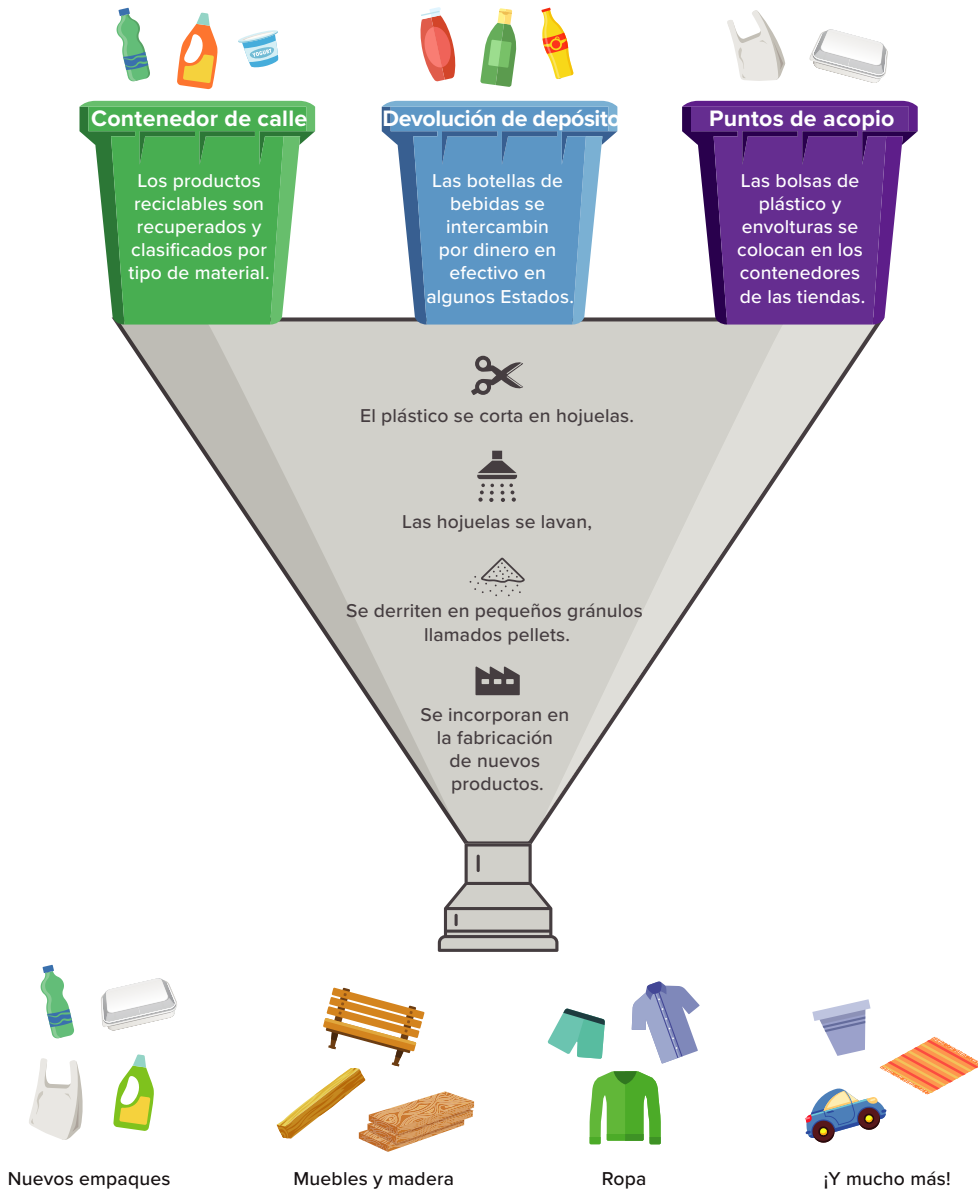 YOGURT
Contenedor de calle
Los productos
reciclables son
recuperados y
clasificados por
tipo de material.
Devolución de depósito
Las botellas de
bebidas se
intercambin
por dinero en
efectivo en
algunos Estados.
Puntos de acopio
Las bolsas de
plástico y
envolturas se
colocan en los
contenedores
de las tiendas.
El plástico se corta en hojuelas.
Las hojuelas se lavan,
Se derriten en pequeños gránulos
llamados pellets.
Se incorporan en
la fabricación
de nuevos
productos.
Nuevos empaques
Muebles y madera
Ropa
¡Y mucho más!